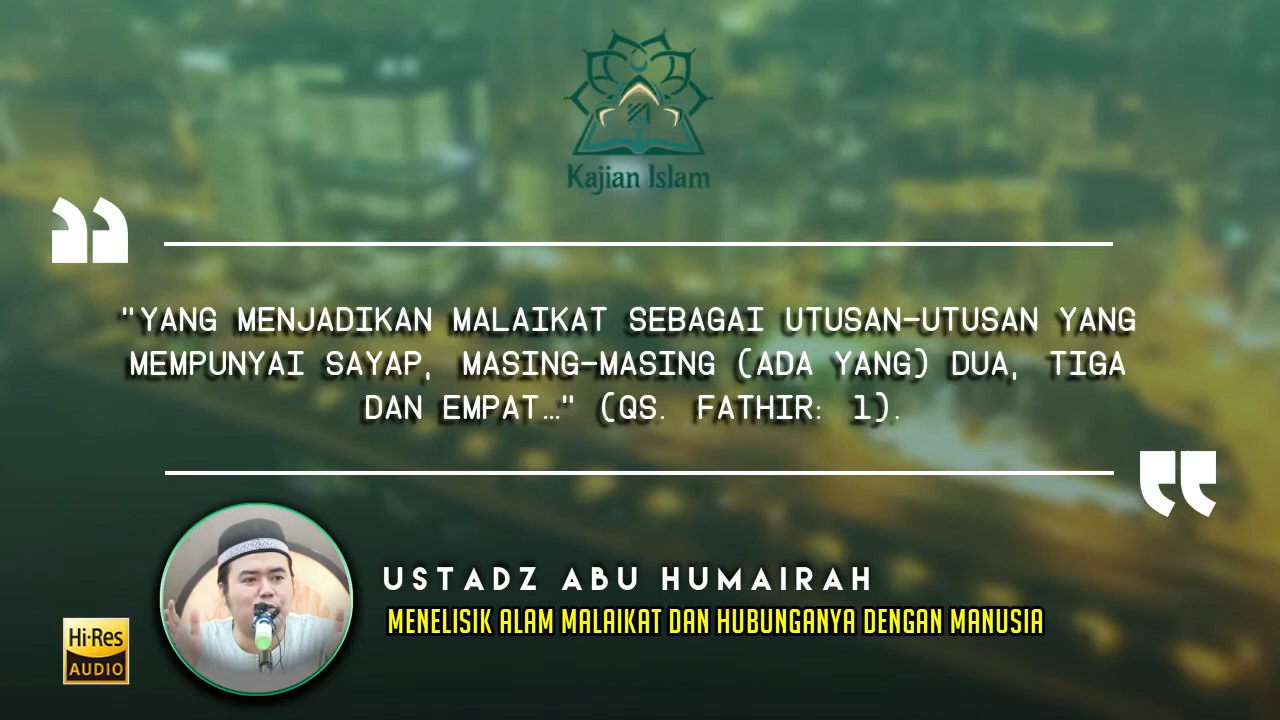 Kajian Islam
"YANG MENJADIKAN MALAIKAT SEBAGAI UTUSAN-UTUSAN YANG
MEMPUNYAI SAYAP, MASING-MASING (ADA YANG) DUA, TIGA
DAN EMPAT…" (QS. FATHIR: 1).
USTADZ ABU HUMAIRAH
MENELISIK ALAM MALAIKAT DAN HUBUNGANYA DENGAN MANUSIA
Hi-Res
AUDIO